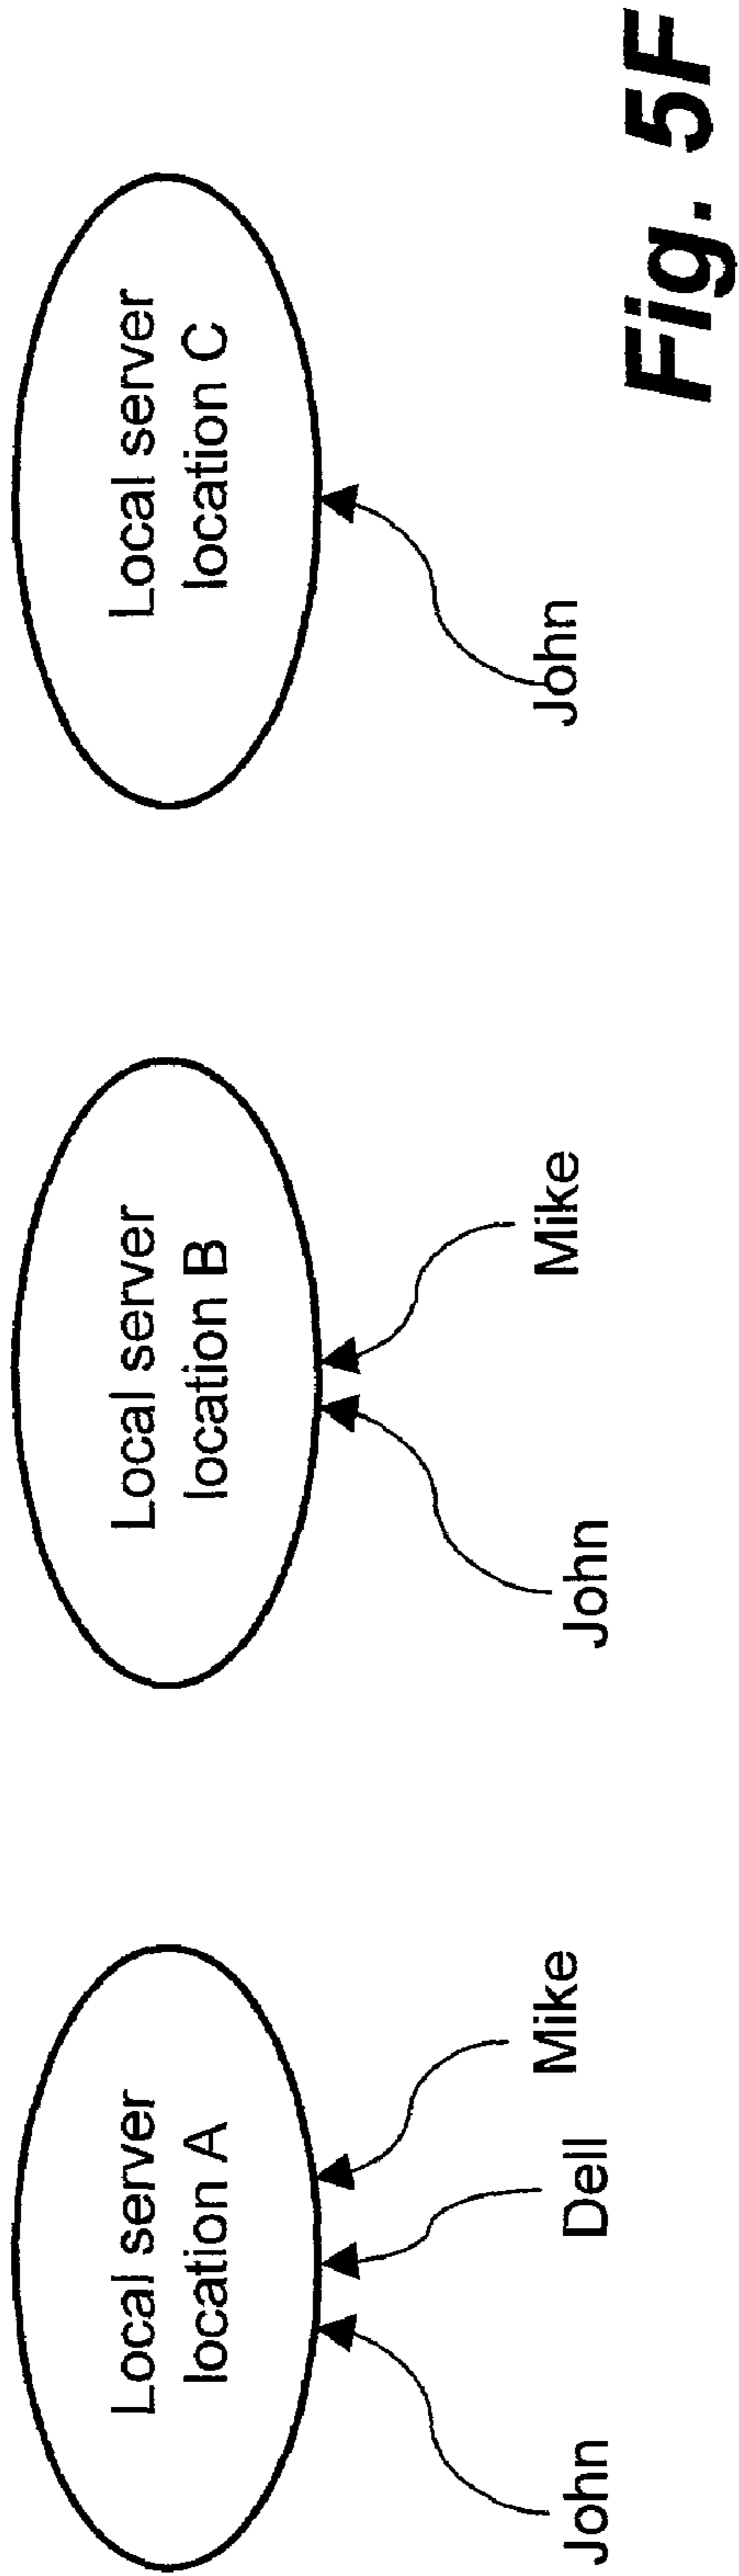 Local server
location A
John
Dell
Mike
Local server
location B
John
Mike
Local server
location C
John
Fig. 5F